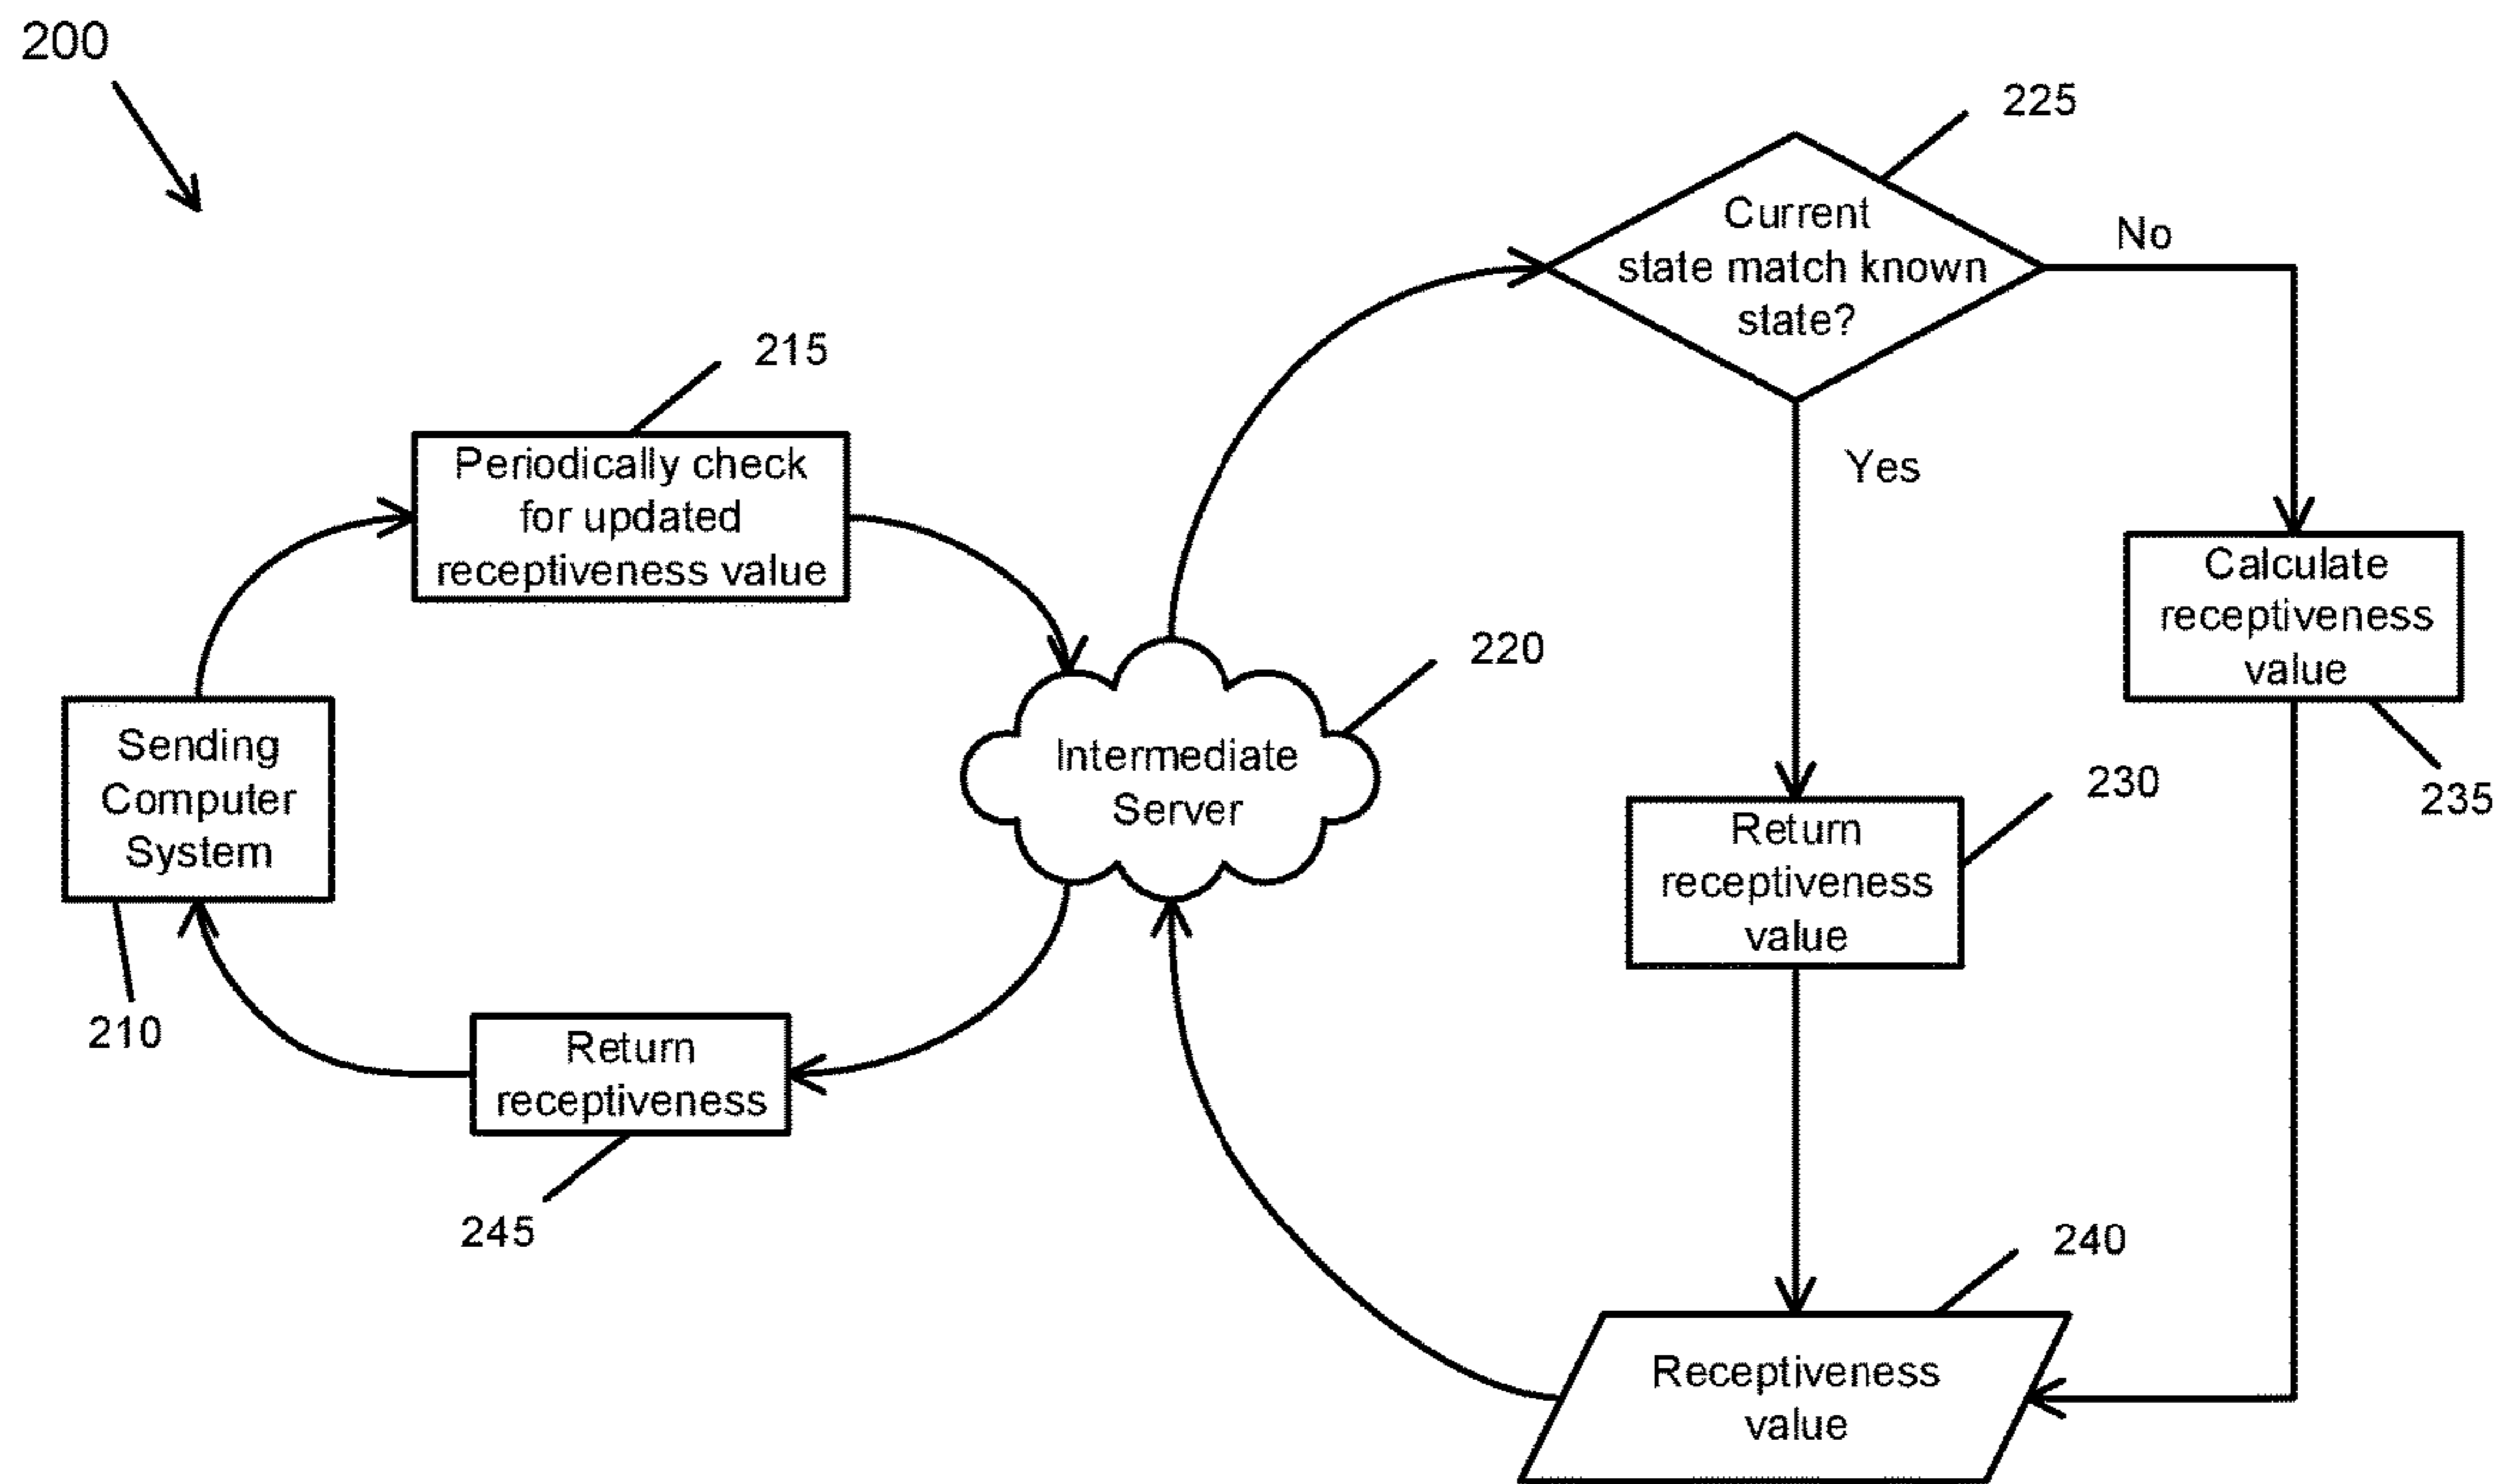 200
225
Current
state match known
state?
No
Yes
215
Periodically check
for updated
receptiveness value
Calculate
receptiveness
value
235
220
Intermediate
Server
Sending
Computer
System
210
230
Return
receptiveness
value
Return
receptiveness
245
240
Receptiveness
value